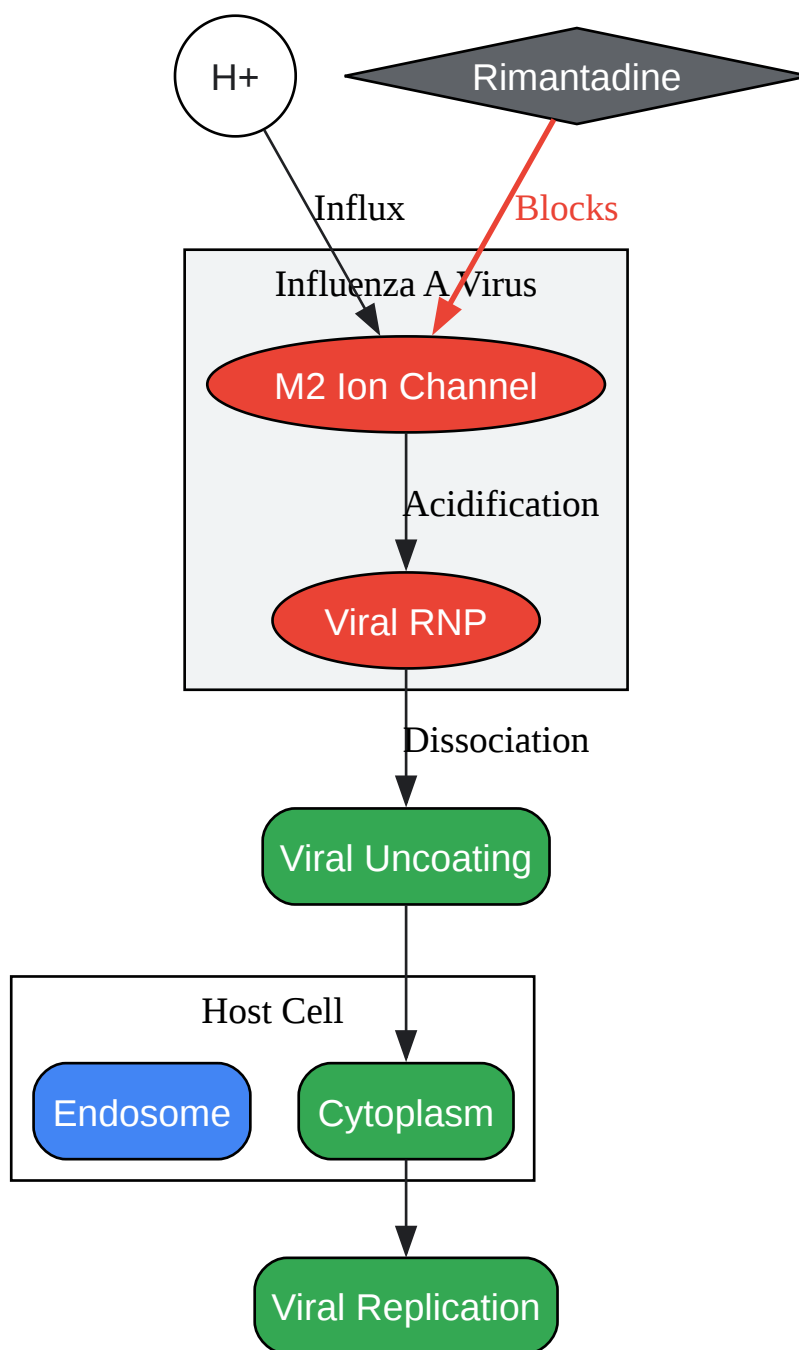 H+
Rimantadine
Influx
Blocks
Influenza A Virus
M2 Ion Channel
Acidification
Viral RNP
Dissociation
Viral Uncoating
Host Cell
Endosome
Cytoplasm
Viral Replication